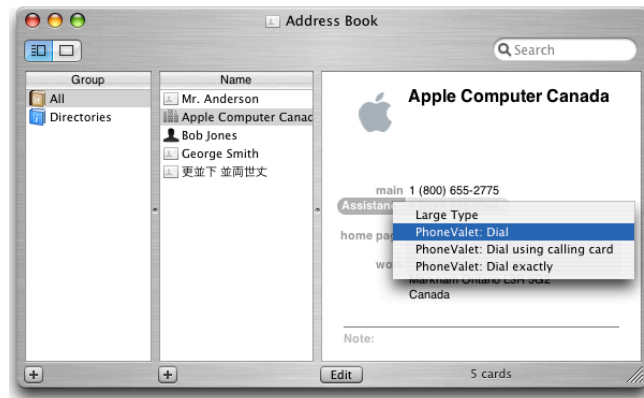 Address Book
Search
Group
All
Directories
Name
Mr. Anderson
Apple Computer Canad
Bob Jones
George Smith
更並下 並両世丈
Apple Computer Canada
main 1 (800) 655-2775
Assistanc
home pag
wo
Large Type
PhoneValet: Dial
PhoneValet: Dial using calling card
PhoneValet: Dial exactly
Markham Ontario L3R 5G2
Canada
Note:
Edit
5 cards